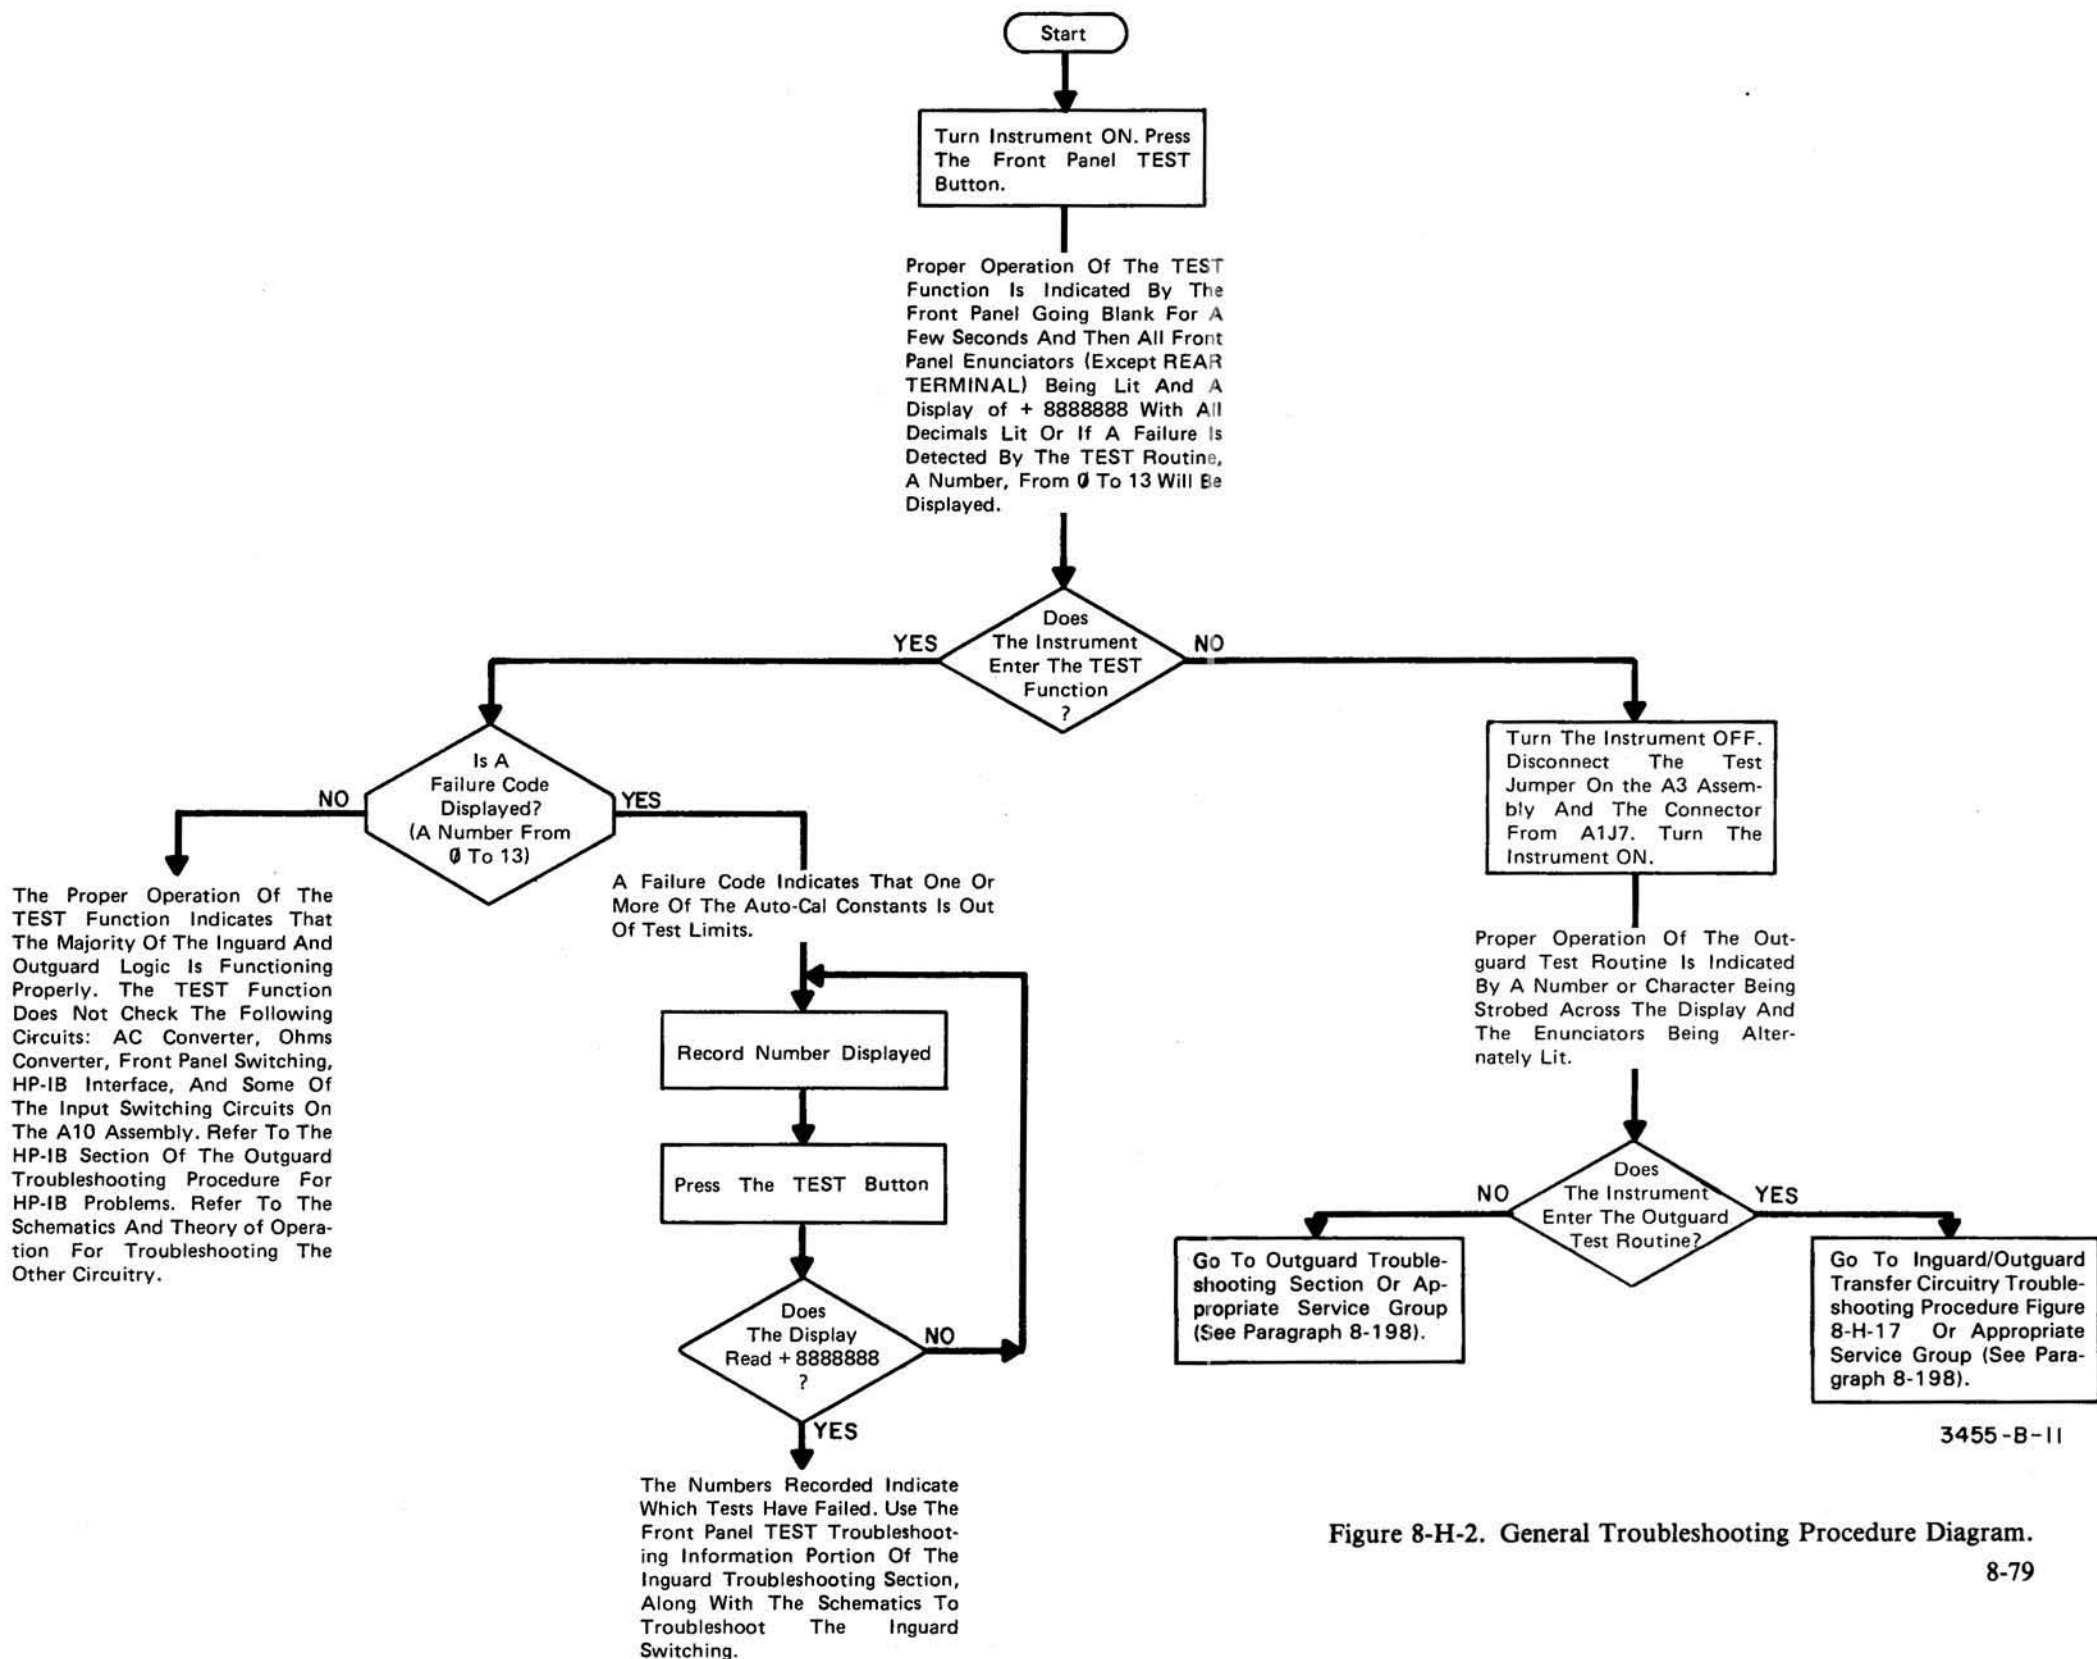 Start
Turn Instrument ON. Press
The Front Panel TEST
Button.
Proper Operation Of The TEST
Function Is Indicated By The
Front Panel Going Blank For A
Few Seconds And Then All Front
Panel Enunciators (Except REAR
TERMINAL) Being Lit And A
Display of + 8888888 With All
Decimals Lit Or If A Failure Is
Detected By The TEST Routine,
A Number, From 0 To 13 Will Be
Displayed.
Does
The Instrument
Enter The TEST
Function
?
YES
NO
Is A
Failure Code
Displayed?
(A Number From
0 To 13)
NO
YES
The Proper Operation Of The
TEST Function Indicates That
The Majority Of The Inguard And
Outguard Logic Is Functioning
Properly. The TEST Function
Does Not Check The Following
Circuits: AC Converter, Ohms
Converter, Front Panel Switching,
HP-IB Interface, And Some Of
The Input Switching Circuits On
The A10 Assembly. Refer To The
HP-IB Section Of The Outguard
Troubleshooting Procedure For
HP-IB Problems. Refer To The
Schematics And Theory of Opera-
tion For Troubleshooting The
Other Circuitry.
A Failure Code Indicates That One Or
More Of The Auto-Cal Constants Is Out
Of Test Limits.
Record Number Displayed
Press The TEST Button
Does
The Display
Read + 8888888
?
NO
YES
The Numbers Recorded Indicate
Which Tests Have Failed. Use The
Front Panel TEST Troubleshoot-
ing Information Portion Of The
Inguard Troubleshooting Section,
Along With The Schematics To
Troubleshoot The Inguard
Switching.
Turn The Instrument OFF.
Disconnect The Test
Jumper On the A3 Assem-
bly And The Connector
From A1J7. Turn The
Instrument ON.
Proper Operation Of The Out-
guard Test Routine Is Indicated
By A Number or Character Being
Strobed Across The Display And
The Enunciators Being Alter-
nately Lit.
Does
The Instrument
Enter The Outguard
Test Routine?
NO
YES
Go To Outguard Trouble-
shooting Section Or Ap-
propriate Service Group
(See Paragraph 8-198).
Go To Inguard/Outguard
Transfer Circuitry Trouble-
shooting Procedure Figure
8-H-17 Or Appropriate
Service Group (See Para-
graph 8-198).
3455-B-11
Figure 8-H-2. General Troubleshooting Procedure Diagram.
8-79